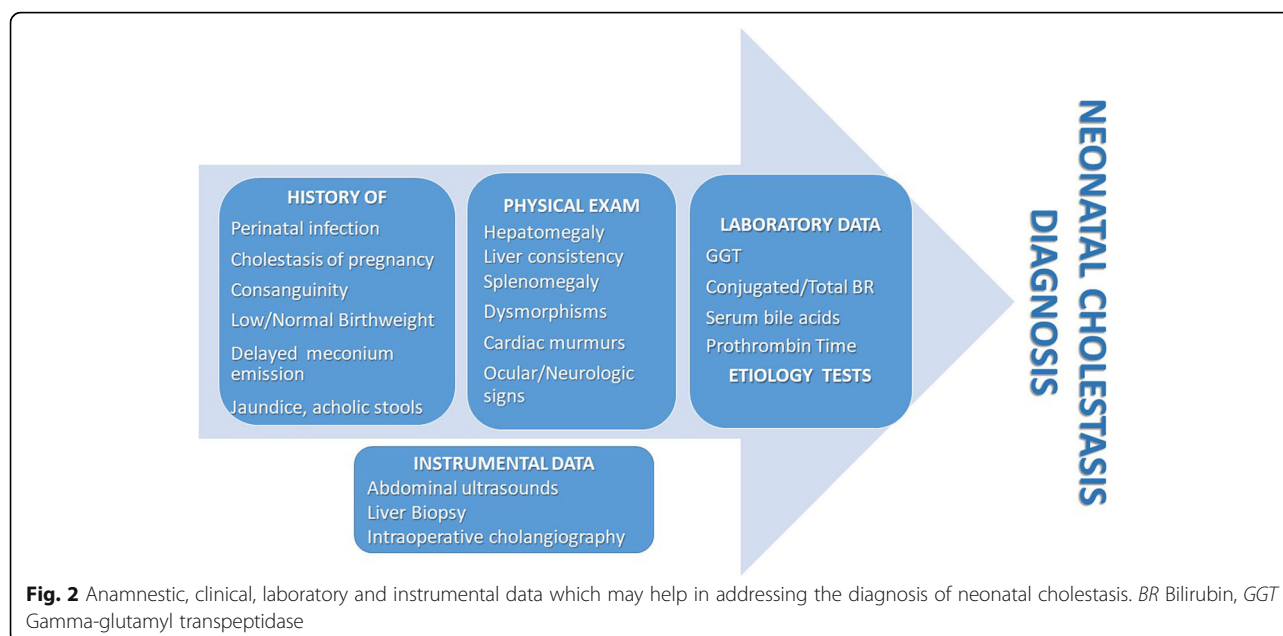 HISTORY OF
Perinatal infection
Cholestasis of pregnancy
Consanguinity
Low/Normal Birthweight
Delayed meconium
emission
Jaundice, acholic stools
PHYSICAL EXAM
Hepatomegaly
Liver consistency
Splenomegaly
Dysmorphisms
Cardiac murmurs
Ocular/Neurologic
signs
LABORATORY DATA
GGT
Conjugated/Total BR
Serum bile acids
Prothrombin Time
ETIOLOGY TESTS
INSTRUMENTAL DATA
Abdominal ultrasounds
Liver Biopsy
Intraoperative cholangiography
NEONATAL CHOLESTASIS
DIAGNOSIS
Fig. 2 Anamnestic, clinical, laboratory and instrumental data which may help in addressing the diagnosis of neonatal cholestasis. BR Bilirubin, GGT
Gamma-glutamyl transpeptidase